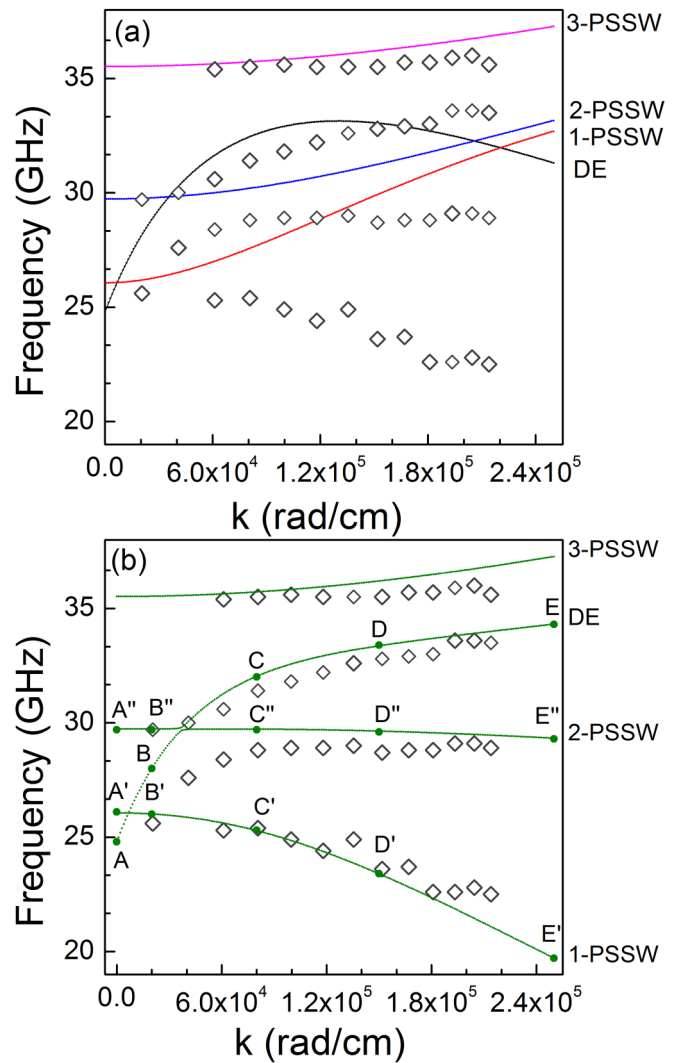 (a)
3-PSSW
2-PSSW
1-PSSW
DE
35
30
25
20
Frequency (GHz)
0.0
6.0x10⁴
1.2x10⁵
1.8x10⁵
2.4x10⁵
k (rad/cm)
(b)
3-PSSW
E
DE
D
C
A" B"
C"
D"
E"
2-PSSW
B
A' B'
C'
A
D'
E'
1-PSSW
35
30
25
20
Frequency (GHz)
0.0
6.0x10⁴
1.2x10⁵
1.8x10⁵
2.4x10⁵
k (rad/cm)